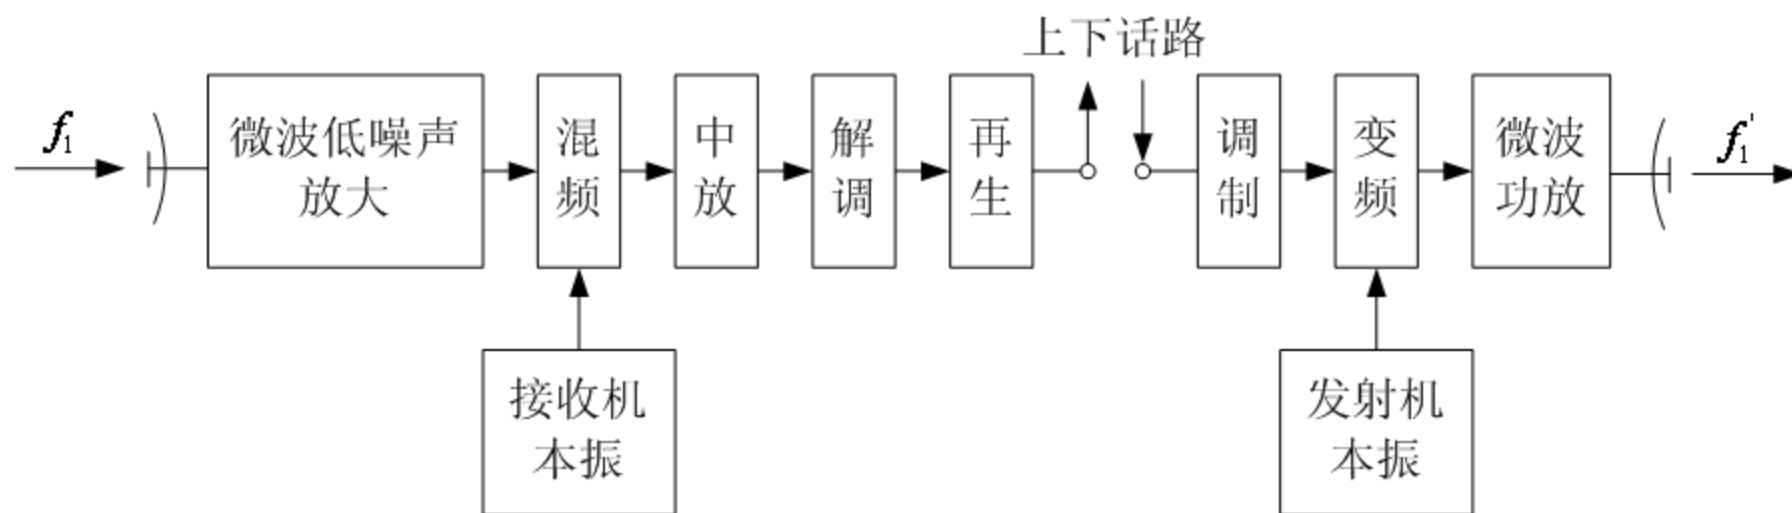 上下话路
f₁
微波低噪声
放大
混
频
中
放
解
调
再
生
调
制
变
频
微波
功放
f₁'
接收机
本振
发射机
本振